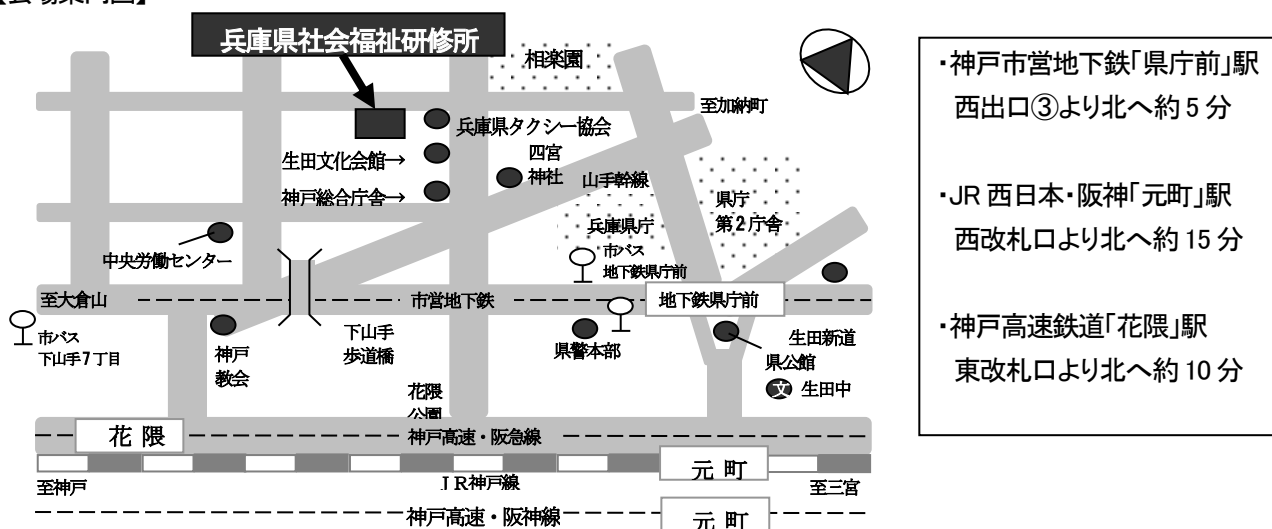 兵庫県社会福祉研修所
相楽園
至加納町
兵庫県タクシー協会
生田文化会館→
四宮
神社
山手幹線
神戸総合庁舎→
県庁
第2庁舎
兵庫県庁
市バス
地下鉄県庁前
中央労働センター
至大倉山
市営地下鉄
地下鉄県庁前
市バス
下山手7丁目
神戸
教会
下山手
歩道橋
県警本部
生田新道
県公館
文 生田中
花隈
公園
花隈
神戸高速・阪急線
元町
至神戸
JR神戸線
至三宮
神戸高速・阪神線
元町
・神戸市営地下鉄「県庁前」駅
西出口③より北へ約5分
・JR西日本・阪神「元町」駅
西改札口より北へ約15分
・神戸高速鉄道「花隈」駅
東改札口より北へ約10分